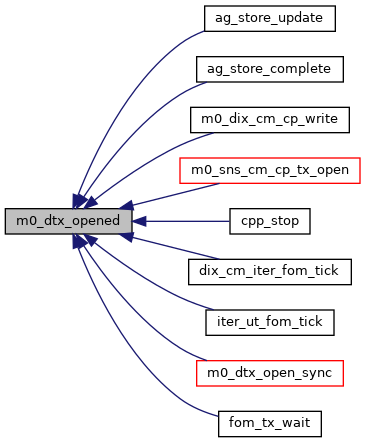 ag_store_update
ag_store_complete
m0_dix_cm_cp_write
m0_sns_cm_cp_tx_open
m0_dtx_opened
cpp_stop
dix_cm_iter_fom_tick
iter_ut_fom_tick
m0_dtx_open_sync
fom_tx_wait